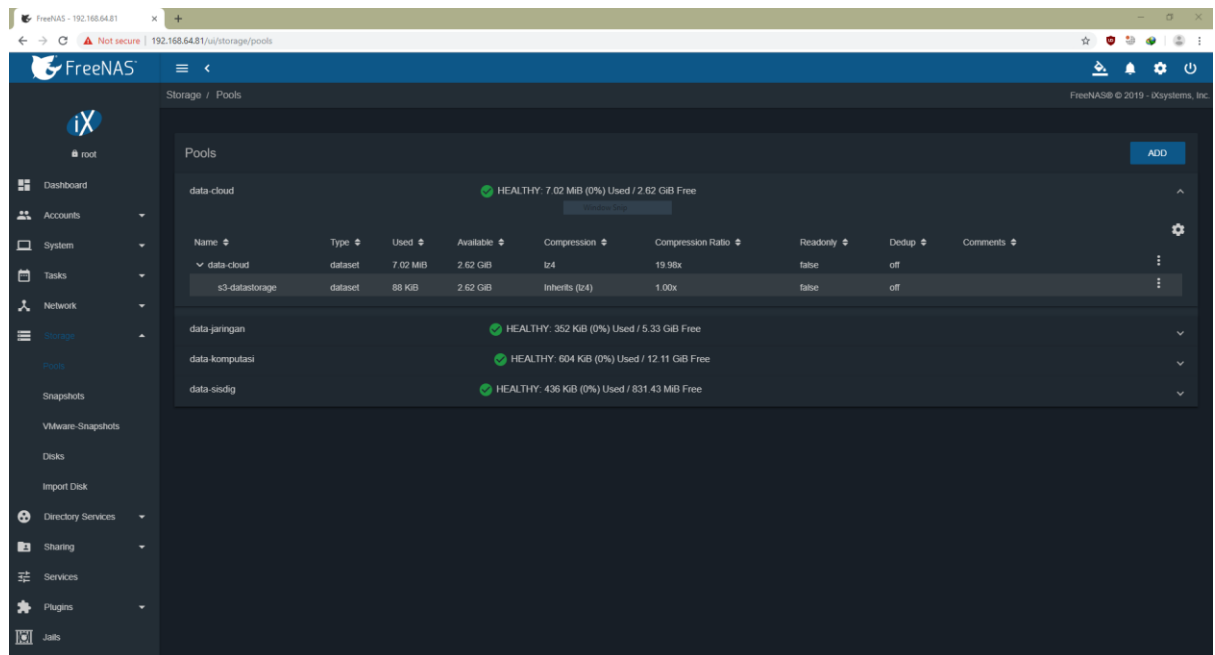 FreeNAS - 192.168.64.81
Not secure | 192.168.64.81/ui/storage/pools
FreeNAS
Storage / Pools
FreeNAS® © 2019 - iXsystems, Inc.
iX
root
Pools
ADD
Dashboard
data-cloud HEALTHY: 7.02 MiB (0%) Used / 2.62 GiB Free
Accounts
System
Name Type Used Available Compression Compression Ratio Readonly Dedup Comments
data-cloud dataset 7.02 MiB 2.62 GiB lz4 19.98x false off
Tasks
s3-datastorage dataset 88 KiB 2.62 GiB Inherits (lz4) 1.00x false off
Network
data-jaringan HEALTHY: 352 KiB (0%) Used / 5.33 GiB Free
Storage
data-komputasi HEALTHY: 604 KiB (0%) Used / 12.11 GiB Free
Pools
data-sisdig HEALTHY: 436 KiB (0%) Used / 831.43 MiB Free
Snapshots
VMware-Snapshots
Disks
Import Disk
Directory Services
Sharing
Services
Plugins
Jails